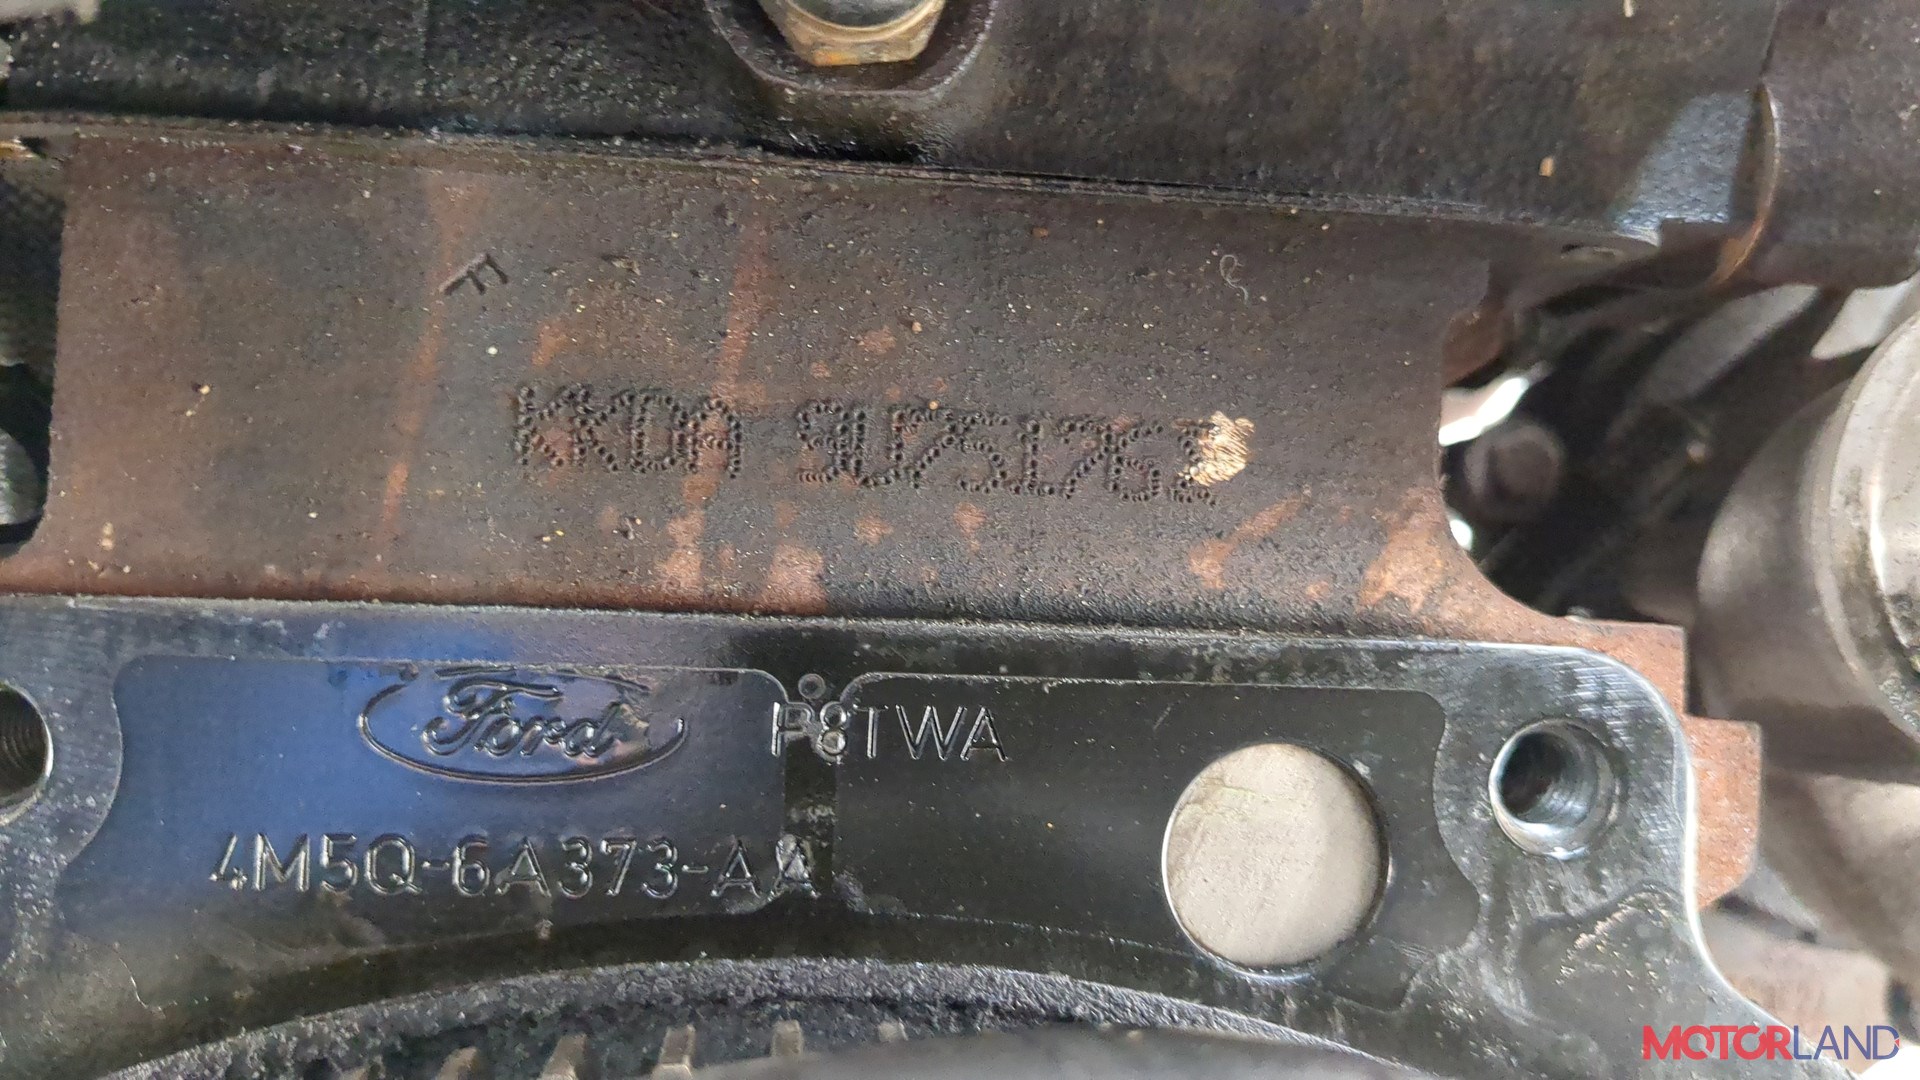 F
KKDA 9U75176
Ford
P8TWA
4M5Q-6A373-AA
MOTORLAND